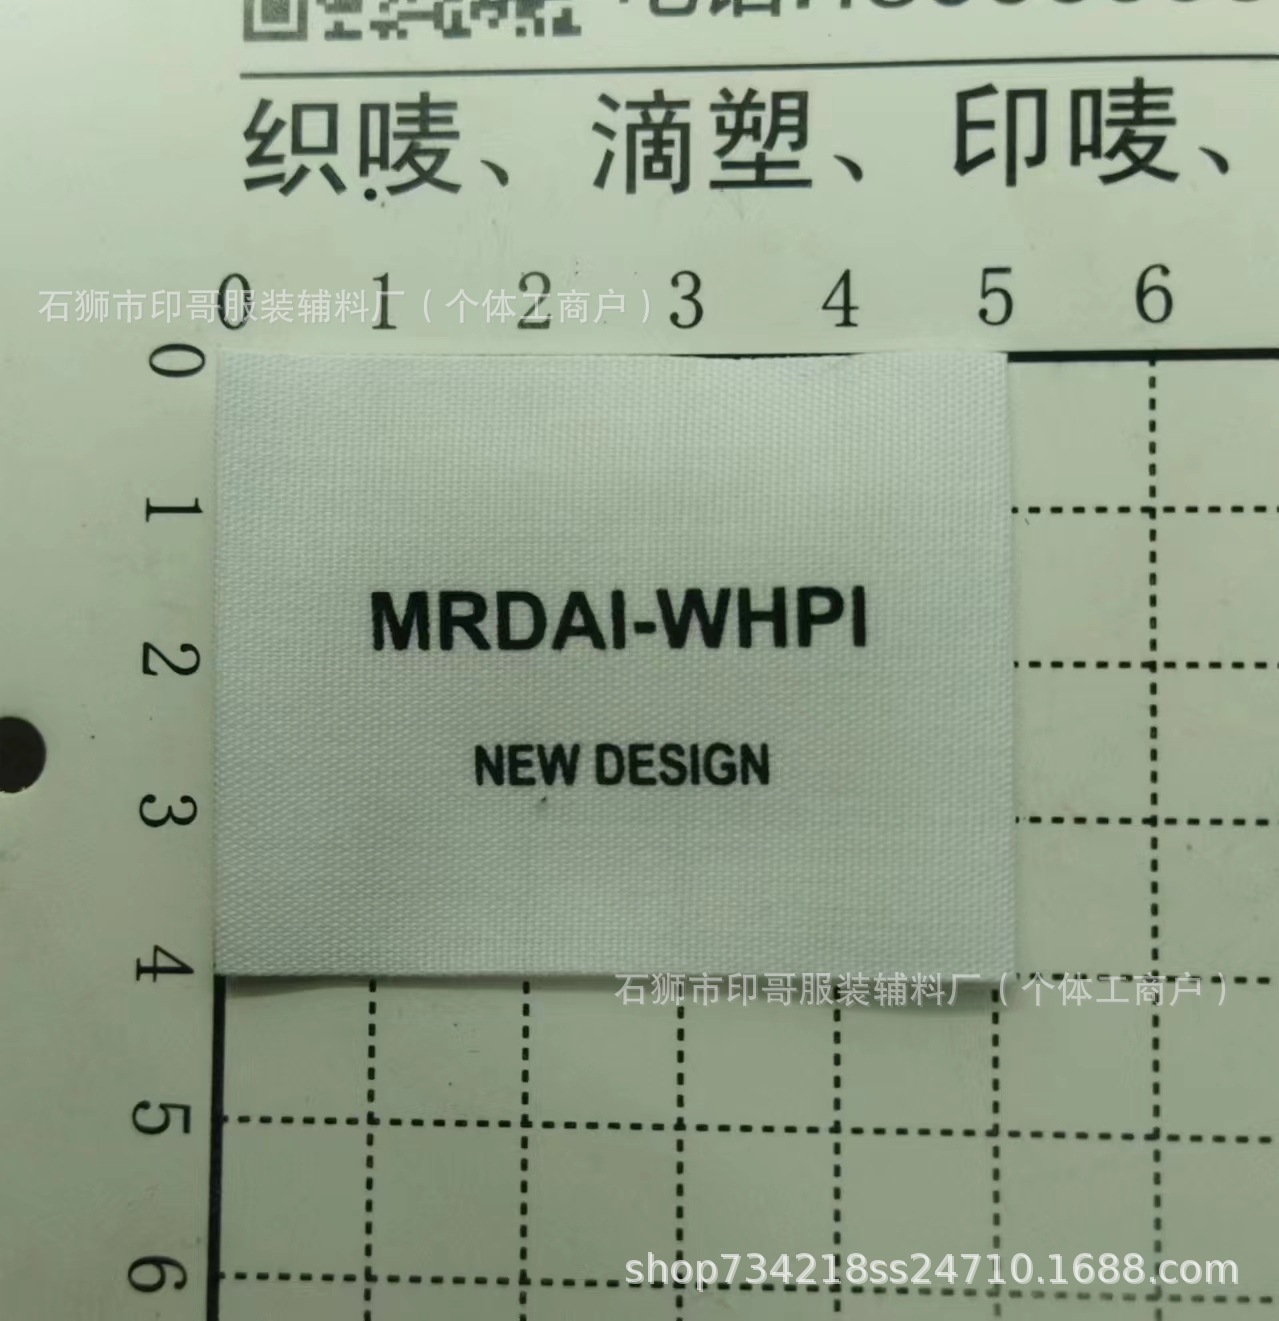 织唛、滴塑、印唛、
0 1 2 3 4 5 6
石狮市印哥服装辅料厂（个体工商户）
0
1
MRDAI-WHPI
2
NEW DESIGN
3
4
石狮市印哥服装辅料厂（个体工商户）
5
6
shop734218ss24710.1688.com